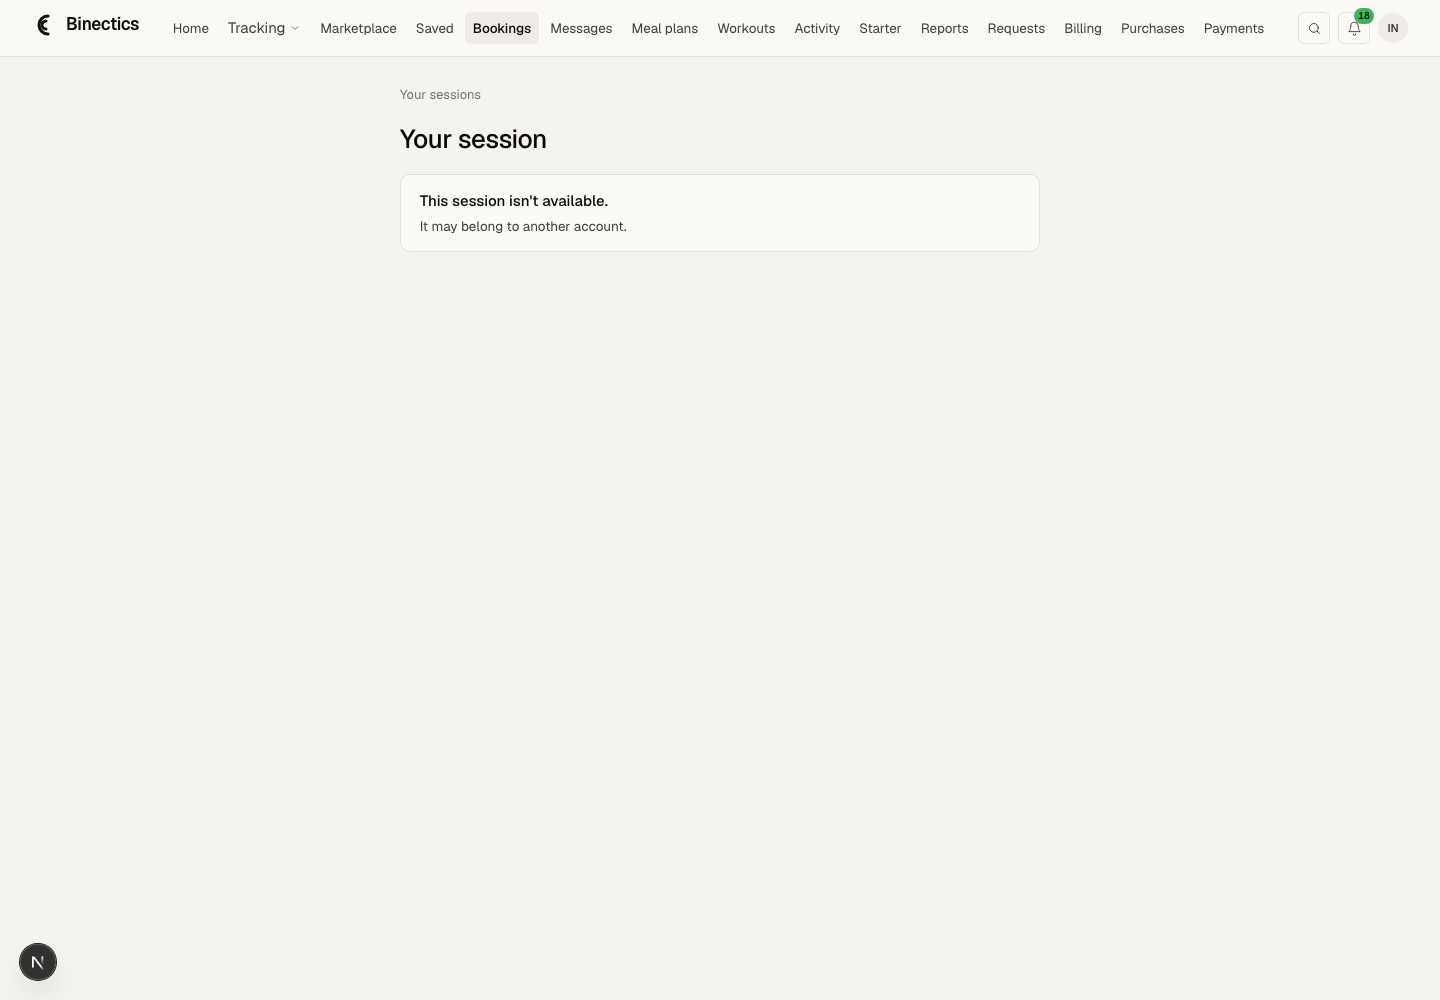 Binectics
Home Tracking Marketplace Saved Bookings Messages Meal plans Workouts Activity Starter Reports Requests Billing Purchases Payments 18 IN
Your sessions
Your session
This session isn't available.
It may belong to another account.
N